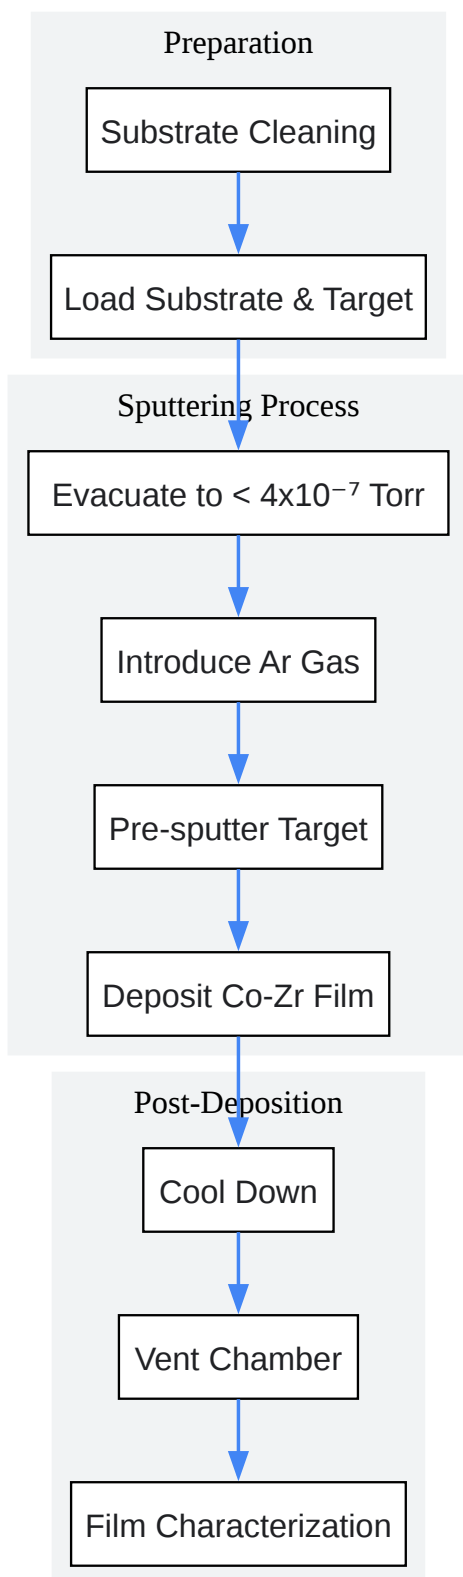 Preparation
Substrate Cleaning
Load Substrate & Target
Sputtering Process
Evacuate to < 4x10⁻⁷ Torr
Introduce Ar Gas
Pre-sputter Target
Deposit Co-Zr Film
Post-Deposition
Cool Down
Vent Chamber
Film Characterization